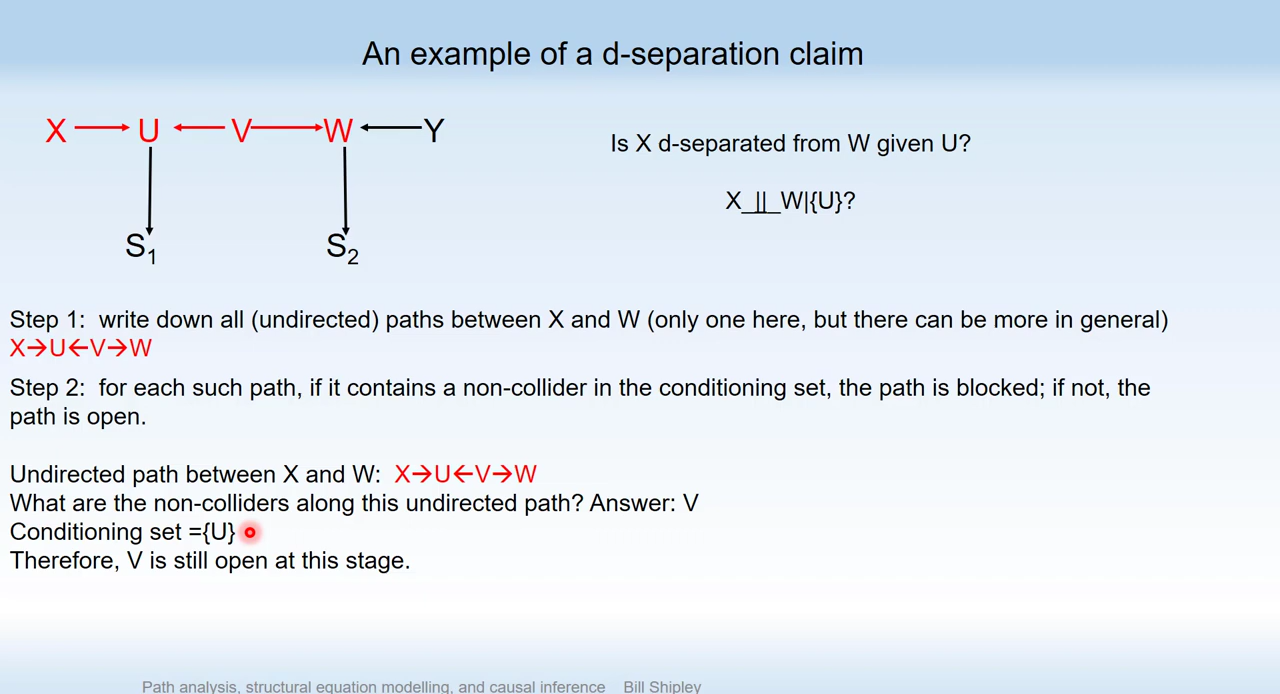 An example of a d-separation claim
X → U ← V → W ← Y
Is X d-separated from W given U?
X_||_W|{U}?
S1 S2
Step 1: write down all (undirected) paths between X and W (only one here, but there can be more in general)
X→U←V→W
Step 2: for each such path, if it contains a non-collider in the conditioning set, the path is blocked; if not, the
path is open.
Undirected path between X and W: X→U←V→W
What are the non-colliders along this undirected path? Answer: V
Conditioning set ={U}
Therefore, V is still open at this stage.
Path analysis, structural equation modelling, and causal inference Bill Shipley